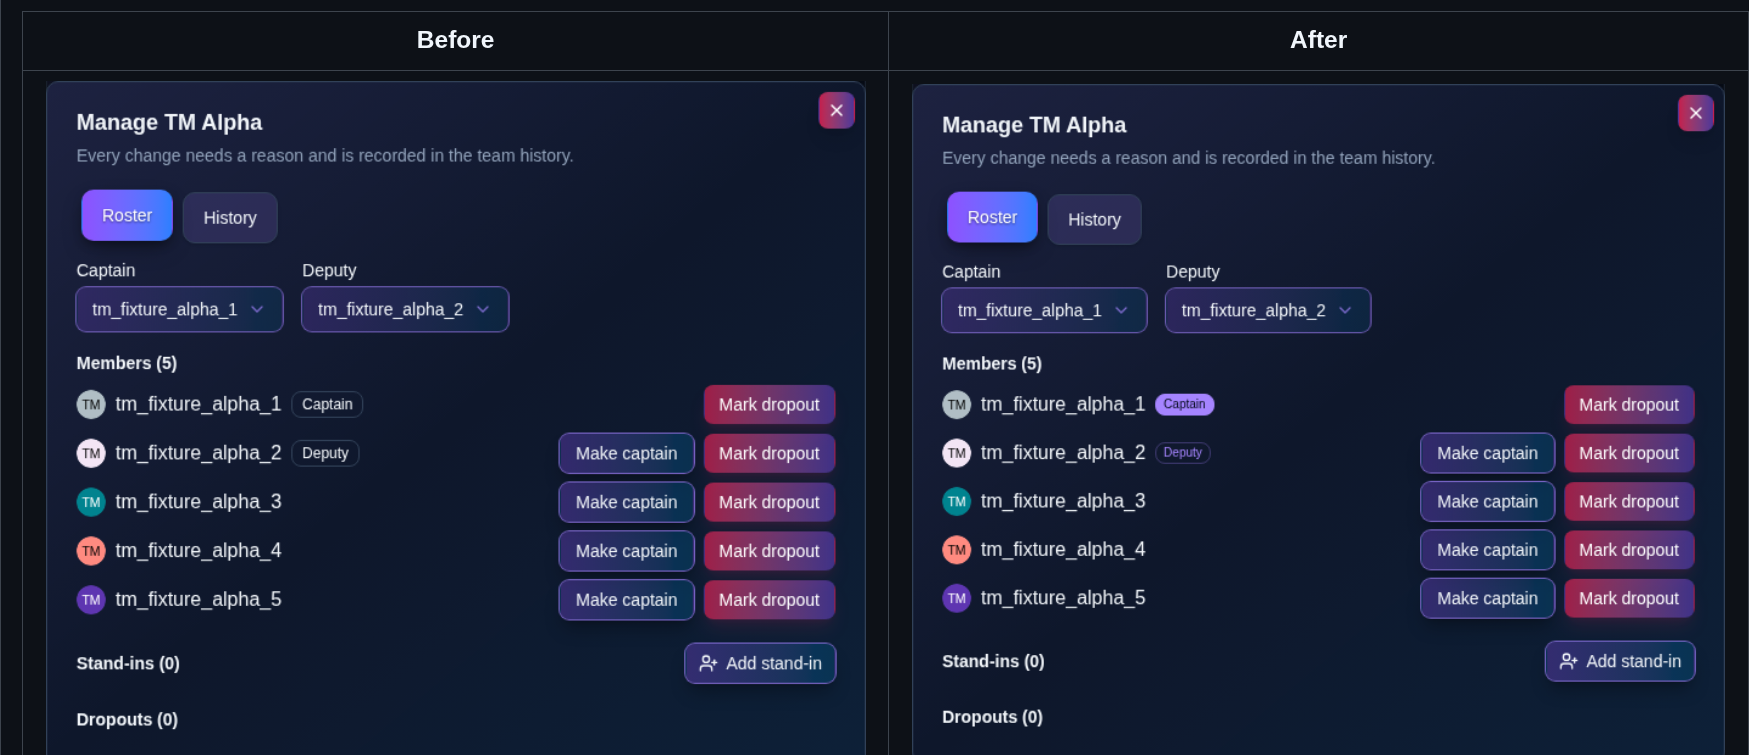 Before
After
Manage TM Alpha
Every change needs a reason and is recorded in the team history.
Roster History
Captain Deputy
tm_fixture_alpha_1 tm_fixture_alpha_2
Members (5)
TM tm_fixture_alpha_1 Captain Mark dropout
TM tm_fixture_alpha_2 Deputy Make captain Mark dropout
TM tm_fixture_alpha_3 Make captain Mark dropout
TM tm_fixture_alpha_4 Make captain Mark dropout
TM tm_fixture_alpha_5 Make captain Mark dropout
Stand-ins (0) Add stand-in
Dropouts (0)
Manage TM Alpha
Every change needs a reason and is recorded in the team history.
Roster History
Captain Deputy
tm_fixture_alpha_1 tm_fixture_alpha_2
Members (5)
TM tm_fixture_alpha_1 Captain Mark dropout
TM tm_fixture_alpha_2 Deputy Make captain Mark dropout
TM tm_fixture_alpha_3 Make captain Mark dropout
TM tm_fixture_alpha_4 Make captain Mark dropout
TM tm_fixture_alpha_5 Make captain Mark dropout
Stand-ins (0) Add stand-in
Dropouts (0)